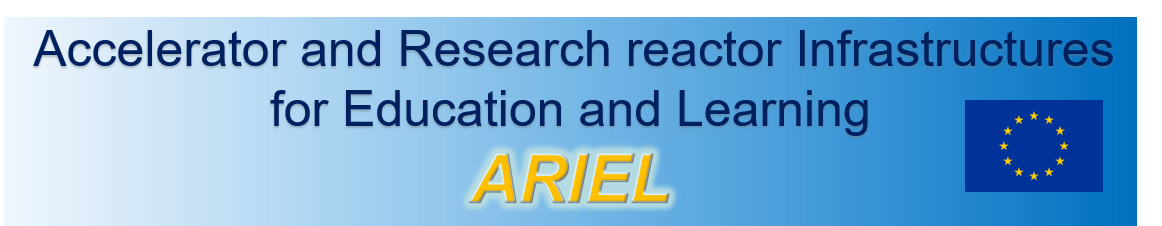 Accelerator and Research reactor Infrastructures
for Education and Learning
ARIEL